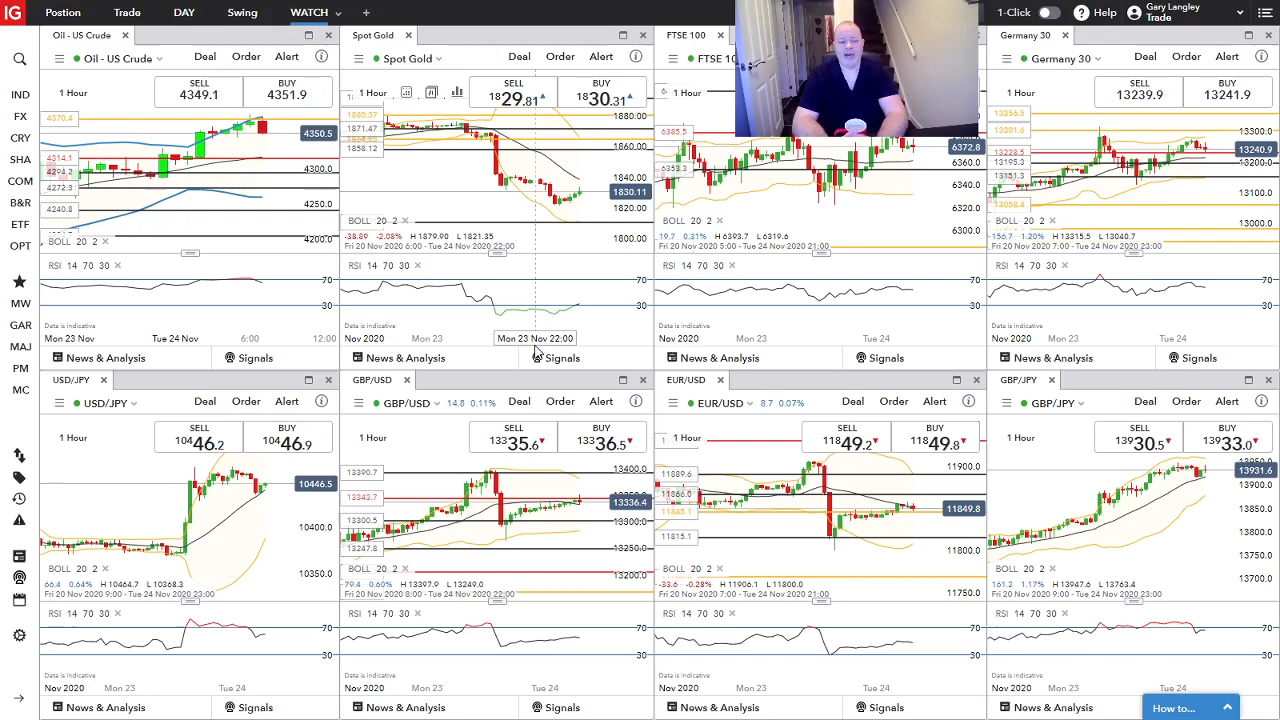 IG Postion Trade DAY Swing WATCH + 1-Click Help Gary Langley
Trade
IND
FX
CRY
SHA
COM
B&R
ETF
OPT
MW
GAR
MAJ
PM
MC
Oil - US Crude
Oil - US Crude Deal Order Alert
1 Hour SELL 4349.1 BUY 4351.9
4370.4
4350.5
4314.1
4294.2
4300.0
4272.3
4250.0
4240.8
4200.0
BOLL 20 2
RSI 14 70 30
70
30
Data is indicative
Mon 23 Nov Tue 24 Nov 6:00 12:00
News & Analysis Signals
Spot Gold
Spot Gold Deal Order Alert
1 Hour SELL 1829.81 BUY 1830.31
1880.37
1880.00
1871.47
1858.12
1860.00
1840.00
1830.11
1820.00
1800.00
BOLL 20 2
-38.89 -2.08% H 1879.90 L 1821.35
Fri 20 Nov 2020 6:00 - Tue 24 Nov 2020 22:00
RSI 14 70 30
70
30
Data is indicative
Nov 2020 Mon 23 Mon 23 Nov 22:00
News & Analysis Signals
FTSE 100
FTSE 10
1 Hour
6385.5
6372.8
6358.3
6360.00
6340.00
6320.00
6300.00
BOLL 20 2
19.7 0.31% H 6393.7 L 6319.6
Fri 20 Nov 2020 5:00 - Tue 24 Nov 2020 21:00
RSI 14 70 30
70
30
Data is indicative
Nov 2020 Mon 23 Tue 24
News & Analysis Signals
Germany 30
Germany 30 Deal Order Alert
1 Hour SELL 13239.9 BUY 13241.9
13356.5
13301.6
13300.0
13240.9
13228.5
13195.3
13151.3
13100.0
13058.4
13000.0
BOLL 20 2
156.7 1.20% H 13315.5 L 13040.7
Fri 20 Nov 2020 7:00 - Tue 24 Nov 2020 23:00
RSI 14 70 30
70
30
Data is indicative
Nov 2020 Mon 23 Tue 24
News & Analysis Signals
USD/JPY
USD/JPY Deal Order Alert
1 Hour SELL 10446.2 BUY 10446.9
10446.5
10400.0
10350.0
BOLL 20 2
66.4 0.64% H 10464.7 L 10368.3
Fri 20 Nov 2020 9:00 - Tue 24 Nov 2020 23:00
RSI 14 70 30
70
30
Data is indicative
Nov 2020 Mon 23 Tue 24
News & Analysis Signals
GBP/USD
GBP/USD 14.8 0.11% Deal Order Alert
1 Hour SELL 13335.6 BUY 13336.5
13400.0
13390.7
13343.7
13336.4
13300.5
13300.0
13247.8
13250.0
13200.0
BOLL 20 2
79.4 0.60% H 13397.9 L 13249.0
Fri 20 Nov 2020 8:00 - Tue 24 Nov 2020 22:00
RSI 14 70 30
70
30
Data is indicative
Nov 2020 Mon 23 Tue 24
News & Analysis Signals
EUR/USD
EUR/USD 8.7 0.07% Deal Order Alert
1 Hour SELL 11849.2 BUY 11849.8
11900.0
11889.6
11866.0
11849.8
11845.1
11815.1
11800.0
11750.0
BOLL 20 2
-33.6 -0.28% H 11906.1 L 11800.0
Fri 20 Nov 2020 7:00 - Tue 24 Nov 2020 21:00
RSI 14 70 30
70
30
Data is indicative
Nov 2020 Mon 23 Tue 24
News & Analysis Signals
GBP/JPY
GBP/JPY Deal Order Alert
1 Hour SELL 13930.5 BUY 13933.0
13950.0
13931.6
13900.0
13850.0
13800.0
13750.0
13700.0
BOLL 20 2
161.2 1.17% H 13947.6 L 13763.4
Fri 20 Nov 2020 9:00 - Tue 24 Nov 2020 23:00
RSI 14 70 30
70
30
Data is indicative
Nov 2020 Mon 23 Tue 24
News & Analysis How to...